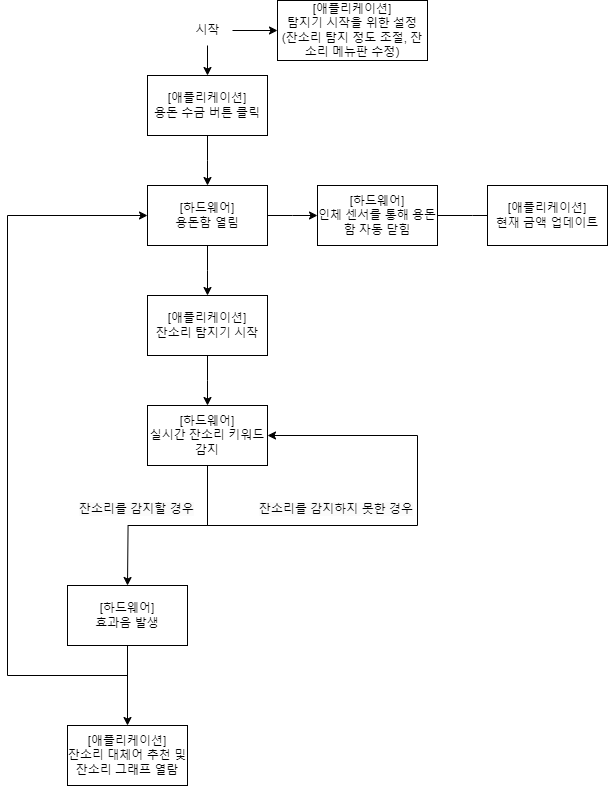 시작
[애플리케이션]
탐지기 시작을 위한 설정
(잔소리 탐지 정도 조절, 잔
소리 메뉴판 수정)
[애플리케이션]
용돈 수금 버튼 클릭
[하드웨어]
용돈함 열림
[하드웨어]
인체 센서를 통해 용돈
함 자동 닫힘
[애플리케이션]
현재 금액 업데이트
[애플리케이션]
잔소리 탐지기 시작
[하드웨어]
실시간 잔소리 키워드
감지
잔소리를 감지할 경우
잔소리를 감지하지 못한 경우
[하드웨어]
효과음 발생
[애플리케이션]
잔소리 대체어 추천 및
잔소리 그래프 열람